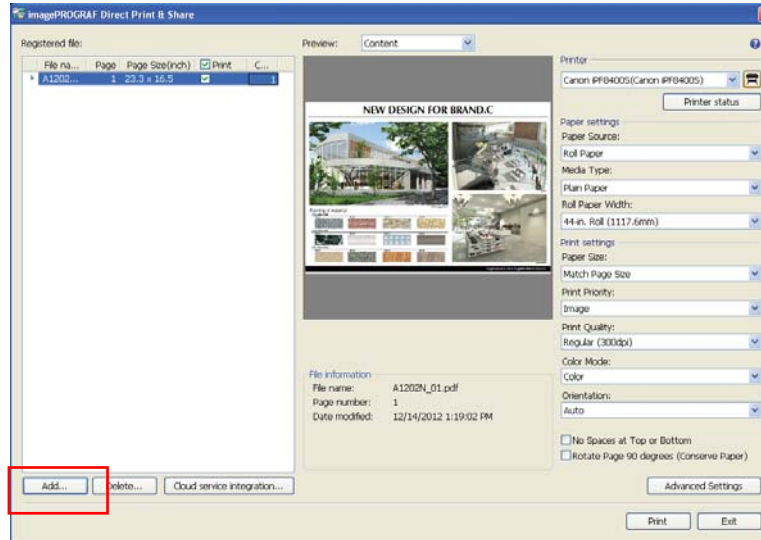 imagePROGRAF Direct Print & Share
Registered file:
File na... Page Page Size(inch) Print C...
A1202... 1 23.3 x 16.5 1
Add... Delete... Cloud service integration...
Preview: Content
NEW DESIGN FOR BRAND.C
File information
File name: A1202N_01.pdf
Page number: 1
Date modified: 12/14/2012 1:19:02 PM
Printer
Canon iPF8400S(Canon iPF8400S)
Printer status
Paper settings
Paper Source:
Roll Paper
Media Type:
Plain Paper
Roll Paper Width:
44-in. Roll (1117.6mm)
Print settings
Paper Size:
Match Page Size
Print Priority:
Image
Print Quality:
Regular (300dpi)
Color Mode:
Color
Orientation:
Auto
No Spaces at Top or Bottom
Rotate Page 90 degrees (Conserve Paper)
Advanced Settings
Print Exit